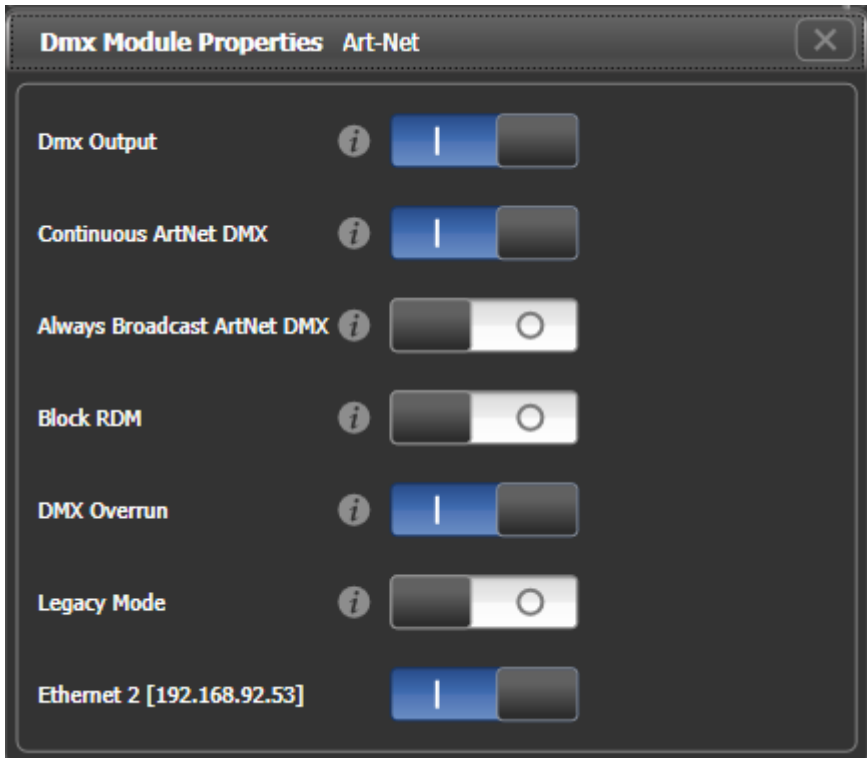 Dmx Module Properties Art-Net
Dmx Output
Continuous ArtNet DMX
Always Broadcast ArtNet DMX
Block RDM
DMX Overrun
Legacy Mode
Ethernet 2 [192.168.92.53]